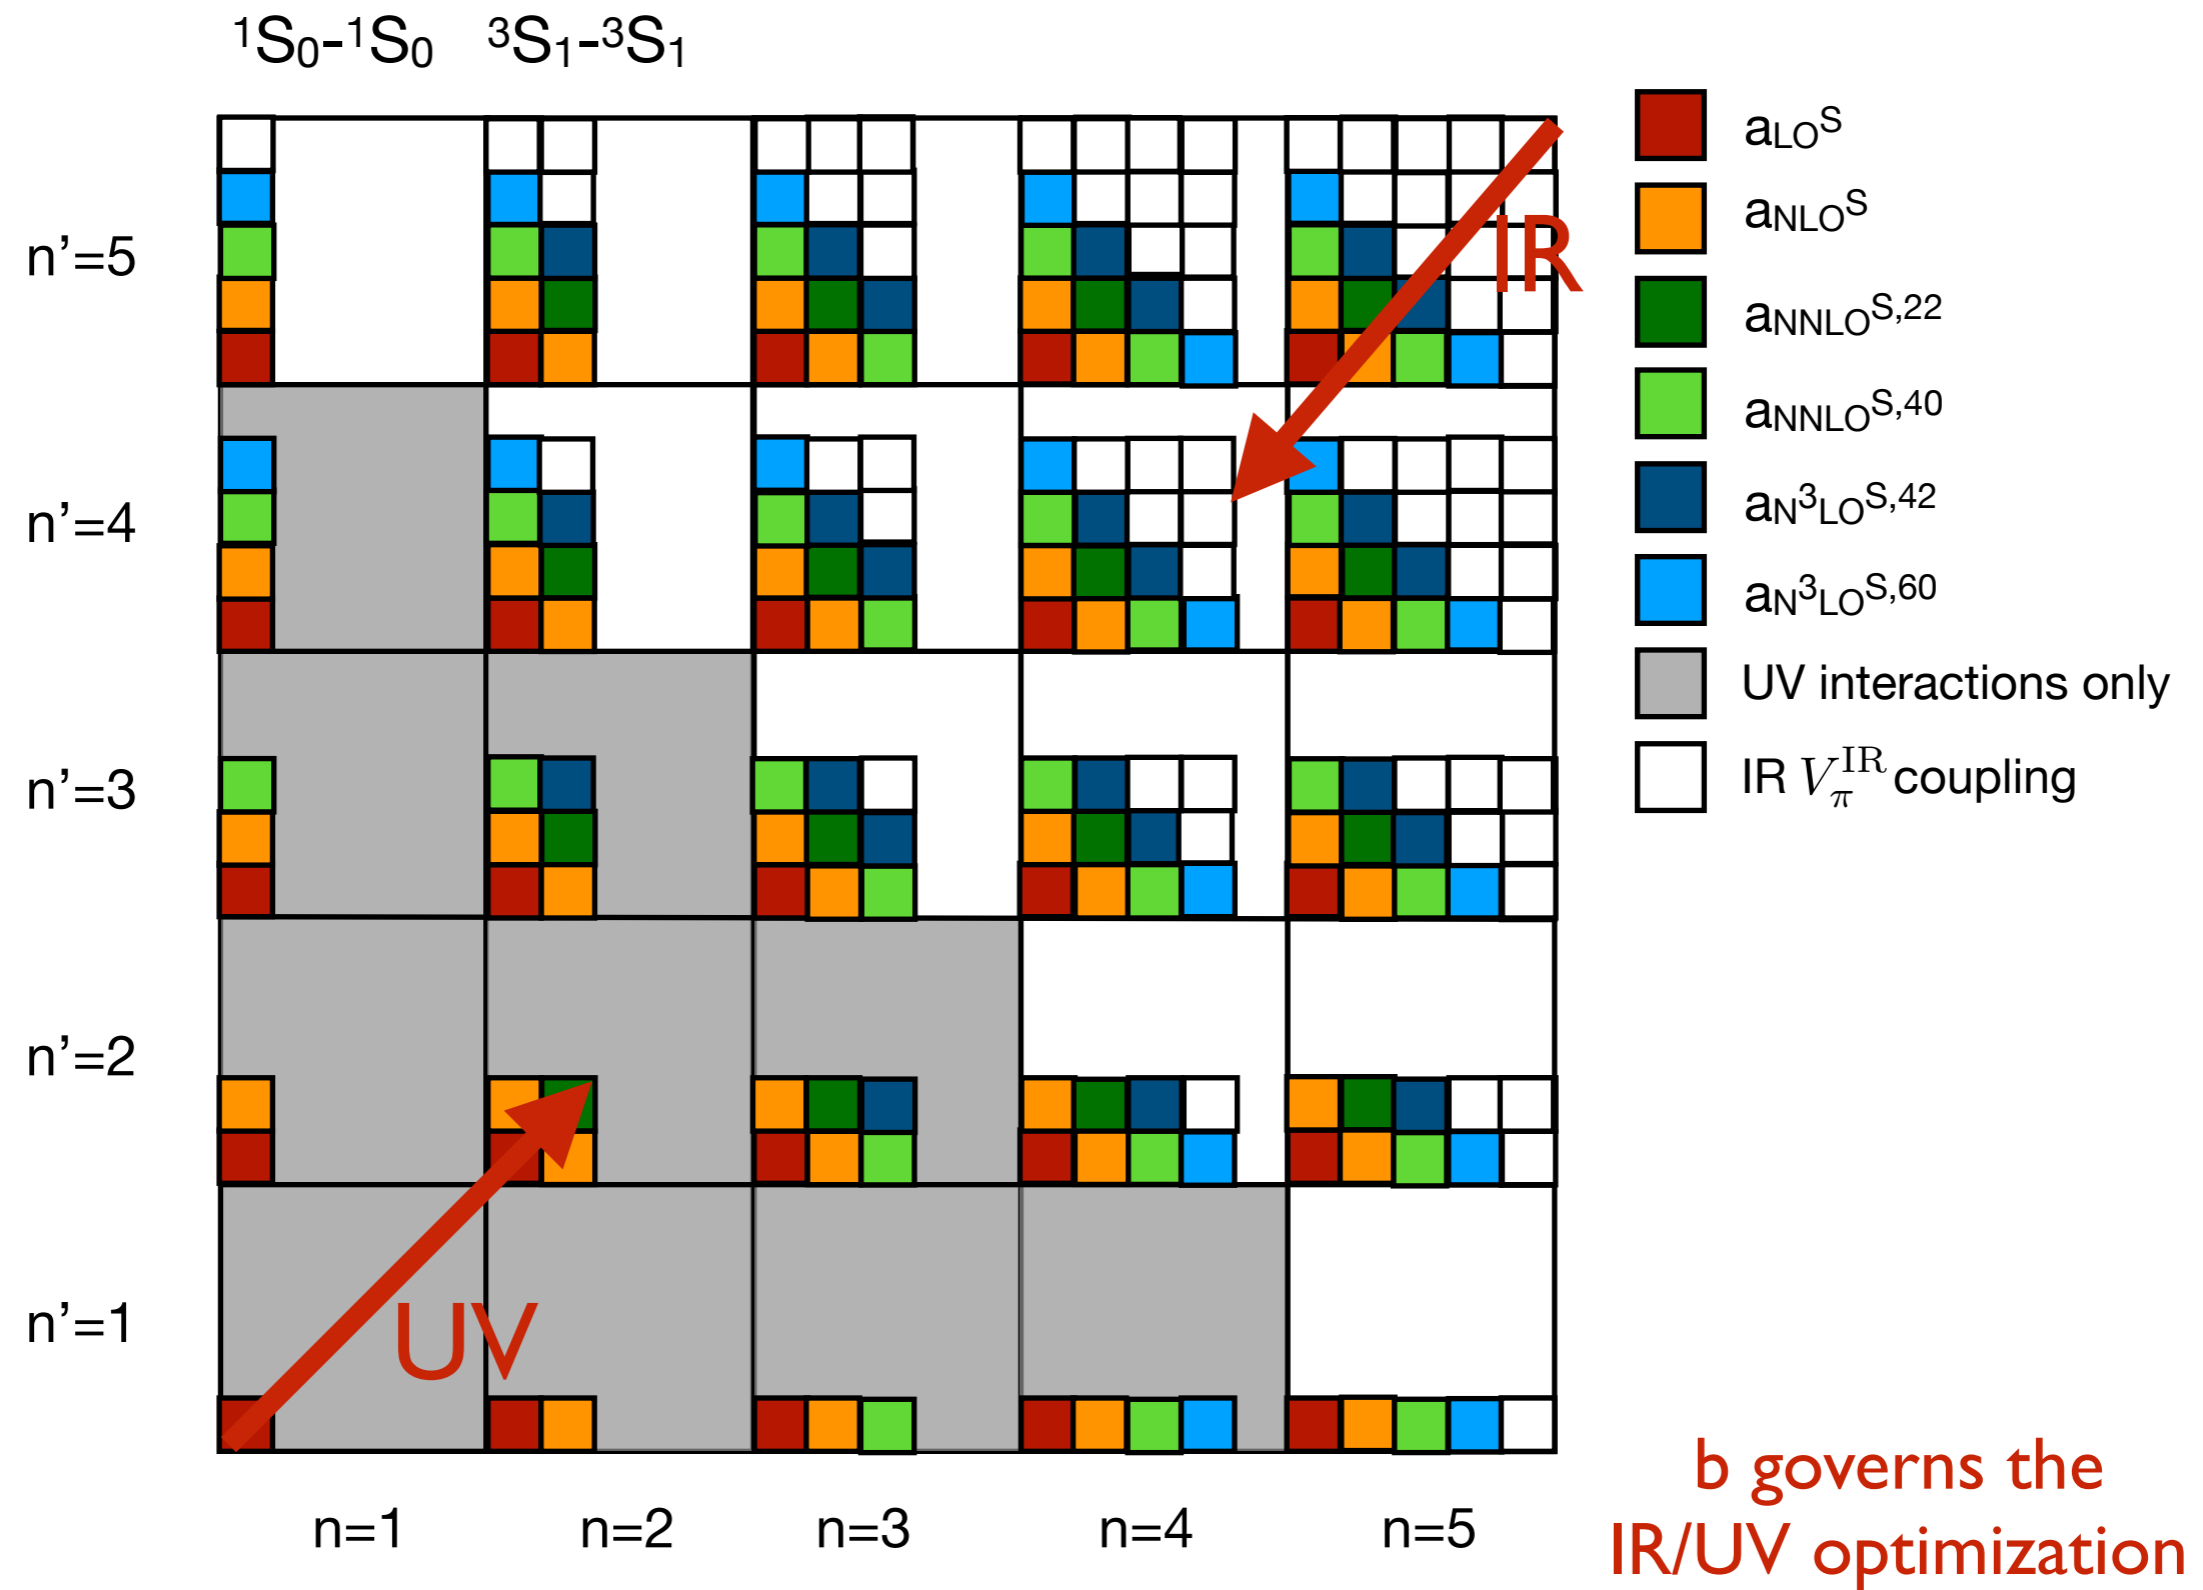 ¹S₀-¹S₀ ³S₁-³S₁
n'=5
n'=4
n'=3
n'=2
n'=1
n=1 n=2 n=3 n=4 n=5
IR
UV
a_LO^S
a_NLO^S
a_NNLO^S,22
a_NNLO^S,40
a_N³LO^S,42
a_N³LO^S,60
UV interactions only
IR V_π^IR coupling
b governs the
IR/UV optimization